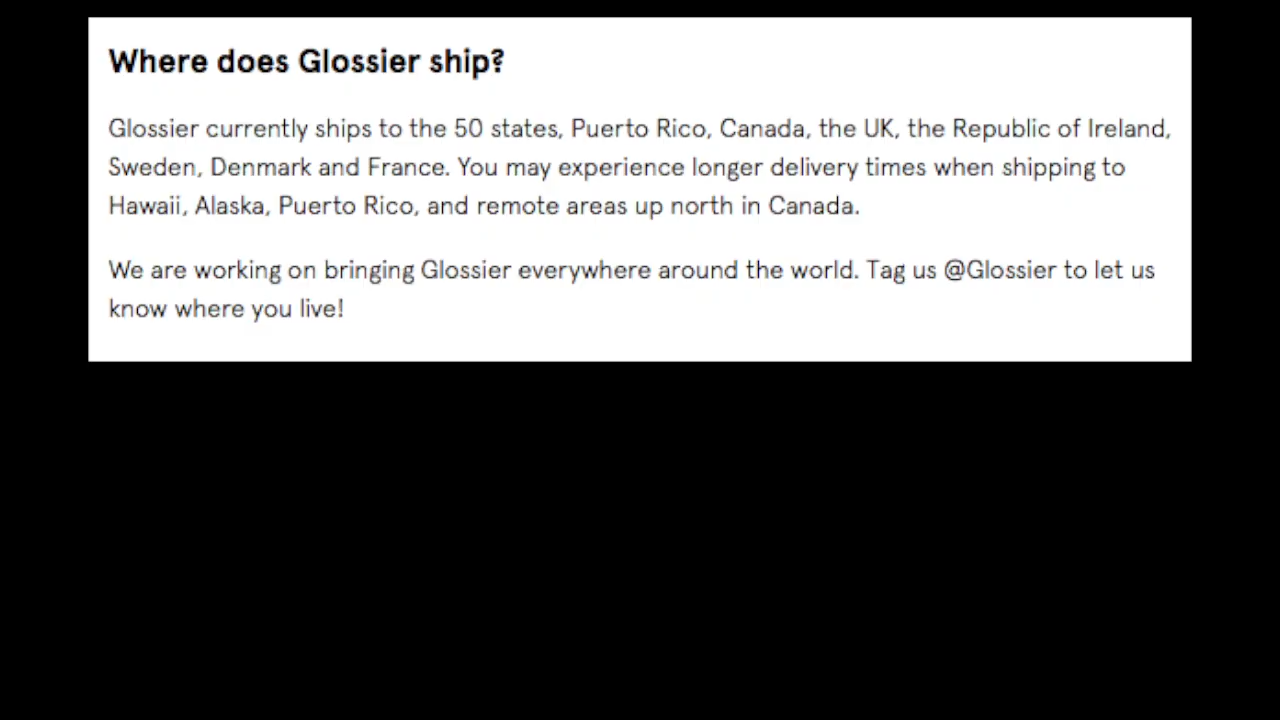 Where does Glossier ship?
Glossier currently ships to the 50 states, Puerto Rico, Canada, the UK, the Republic of Ireland,
Sweden, Denmark and France. You may experience longer delivery times when shipping to
Hawaii, Alaska, Puerto Rico, and remote areas up north in Canada.
We are working on bringing Glossier everywhere around the world. Tag us @Glossier to let us
know where you live!